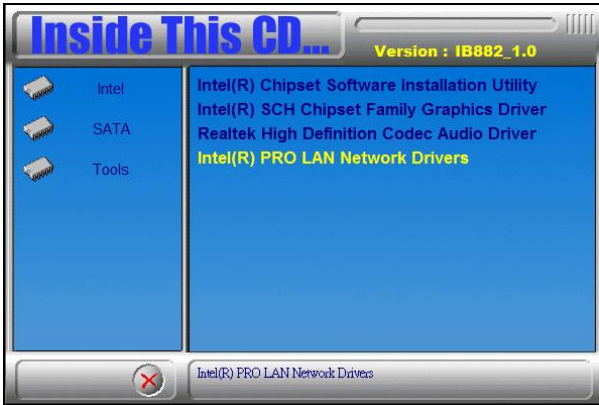 Inside This CD...
Version : IB882_1.0
Intel
SATA
Tools
Intel(R) Chipset Software Installation Utility
Intel(R) SCH Chipset Family Graphics Driver
Realtek High Definition Codec Audio Driver
Intel(R) PRO LAN Network Drivers
Intel(R) PRO LAN Network Drivers